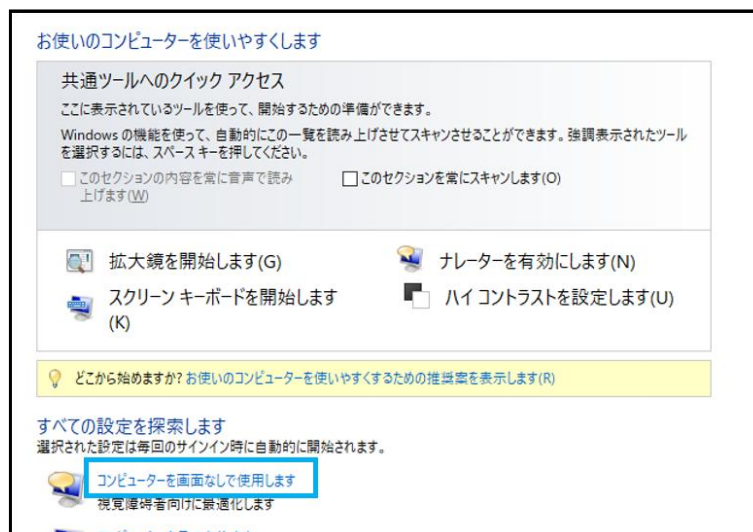 お使いのコンピューターを使いやすくします
共通ツールへのクイック アクセス
ここに表示されているツールを使って、開始するための準備ができます。
Windows の機能を使って、自動的にこの一覧を読み上げさせてスキャンさせることができます。強調表示されたツール
を選択するには、スペース キーを押してください。
このセクションの内容を常に音声で読み
上げます(W)
このセクションを常にスキャンします(O)
拡大鏡を開始します(G)
ナレーターを有効にします(N)
スクリーン キーボードを開始します
(K)
ハイ コントラストを設定します(U)
どこから始めますか? お使いのコンピューターを使いやすくするための推奨案を表示します(R)
すべての設定を探索します
選択された設定は毎回のサインイン時に自動的に開始されます。
コンピューターを画面なしで使用します
視覚障碍者向けに最適化します